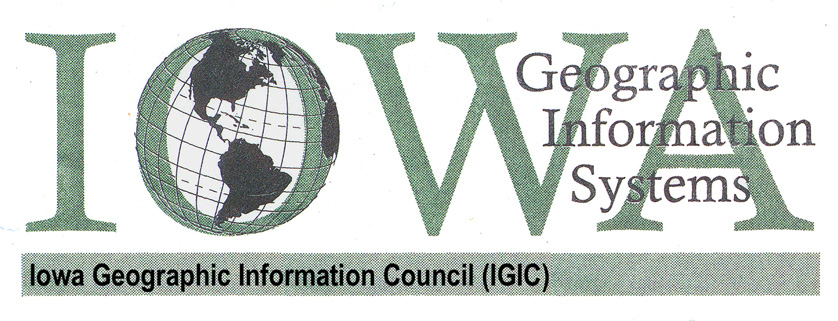 IOWA
Geographic
Information
Systems
Iowa Geographic Information Council (IGIC)